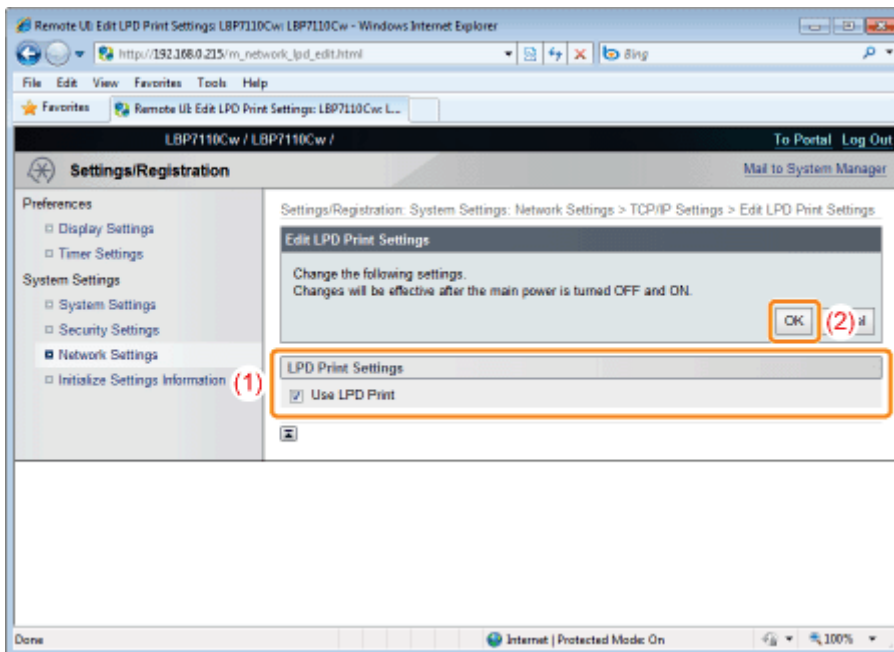 Remote UI: Edit LPD Print Settings: LBP7110Cw: LBP7110Cw - Windows Internet Explorer
http://192.168.0.215/m_network_lpd_edit.html
Bing
File Edit View Favorites Tools Help
Favorites
Remote UI: Edit LPD Print Settings: LBP7110Cw: L...
LBP7110Cw / LBP7110Cw /
To Portal Log Out
Settings/Registration
Mail to System Manager
Preferences
Display Settings
Timer Settings
System Settings
System Settings
Security Settings
Network Settings
Initialize Settings Information
Settings/Registration: System Settings: Network Settings > TCP/IP Settings > Edit LPD Print Settings
Edit LPD Print Settings
Change the following settings.
Changes will be effective after the main power is turned OFF and ON.
OK
(2)
(1)
LPD Print Settings
Use LPD Print
Done
Internet | Protected Mode: On
100%